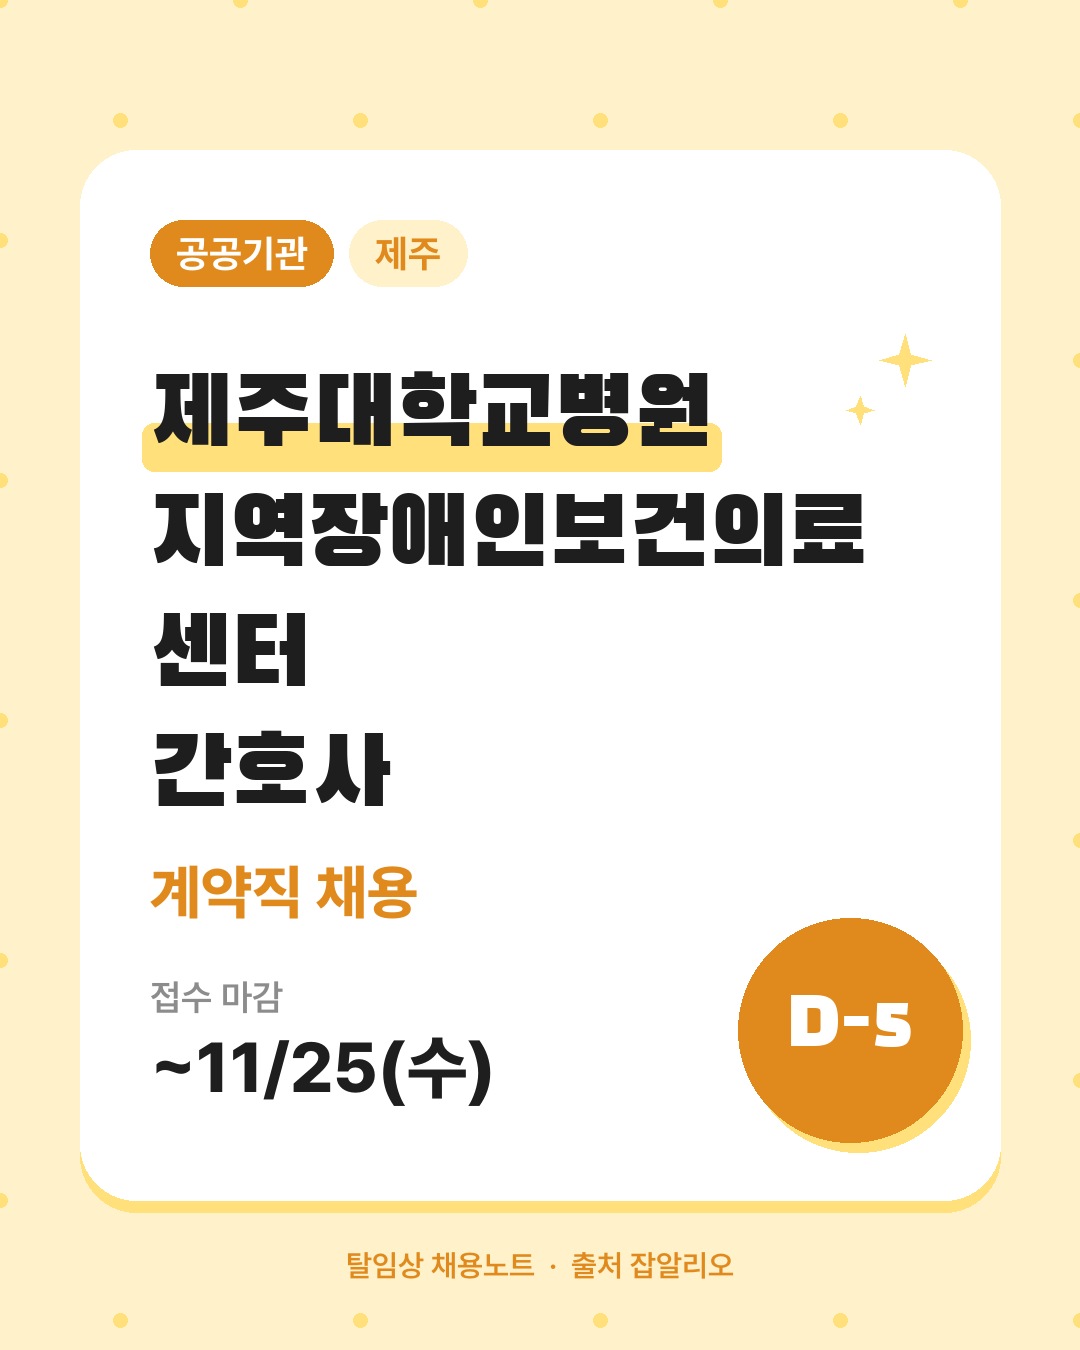 공공기관 제주
제주대학교병원
지역장애인보건의료
센터
간호사
계약직 채용
접수 마감
~11/25(수)
D-5
탈임상 채용노트 · 출처 잡알리오